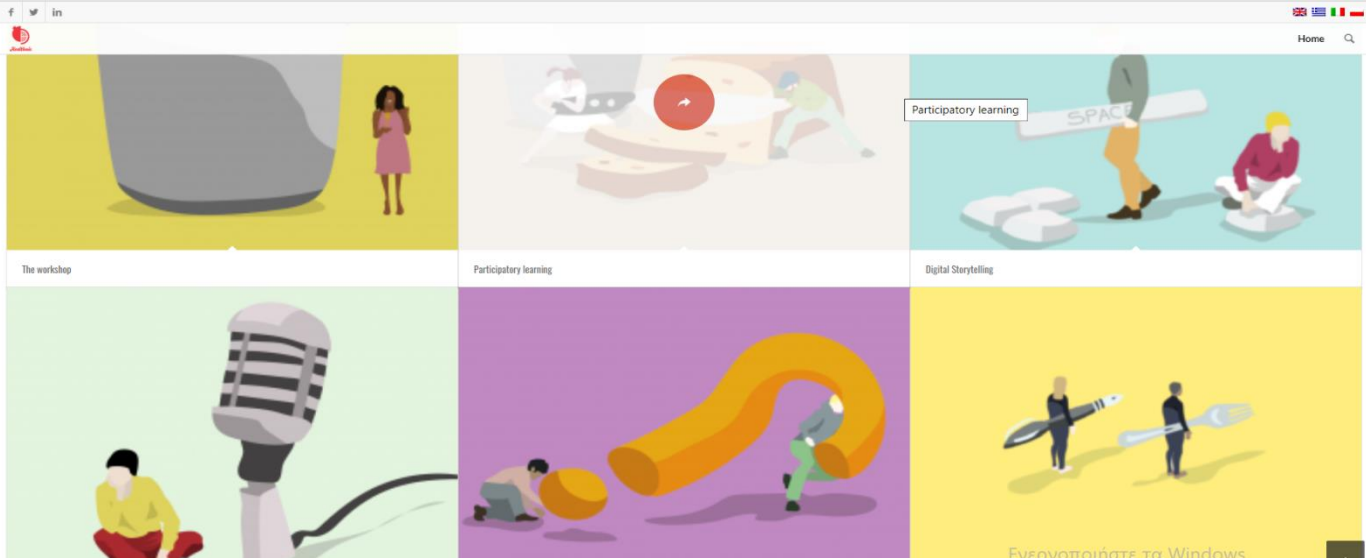 Home
Participatory learning
SPACE
The workshop
Participatory learning
Digital Storytelling
Ενεργοποιήστε τα Windows